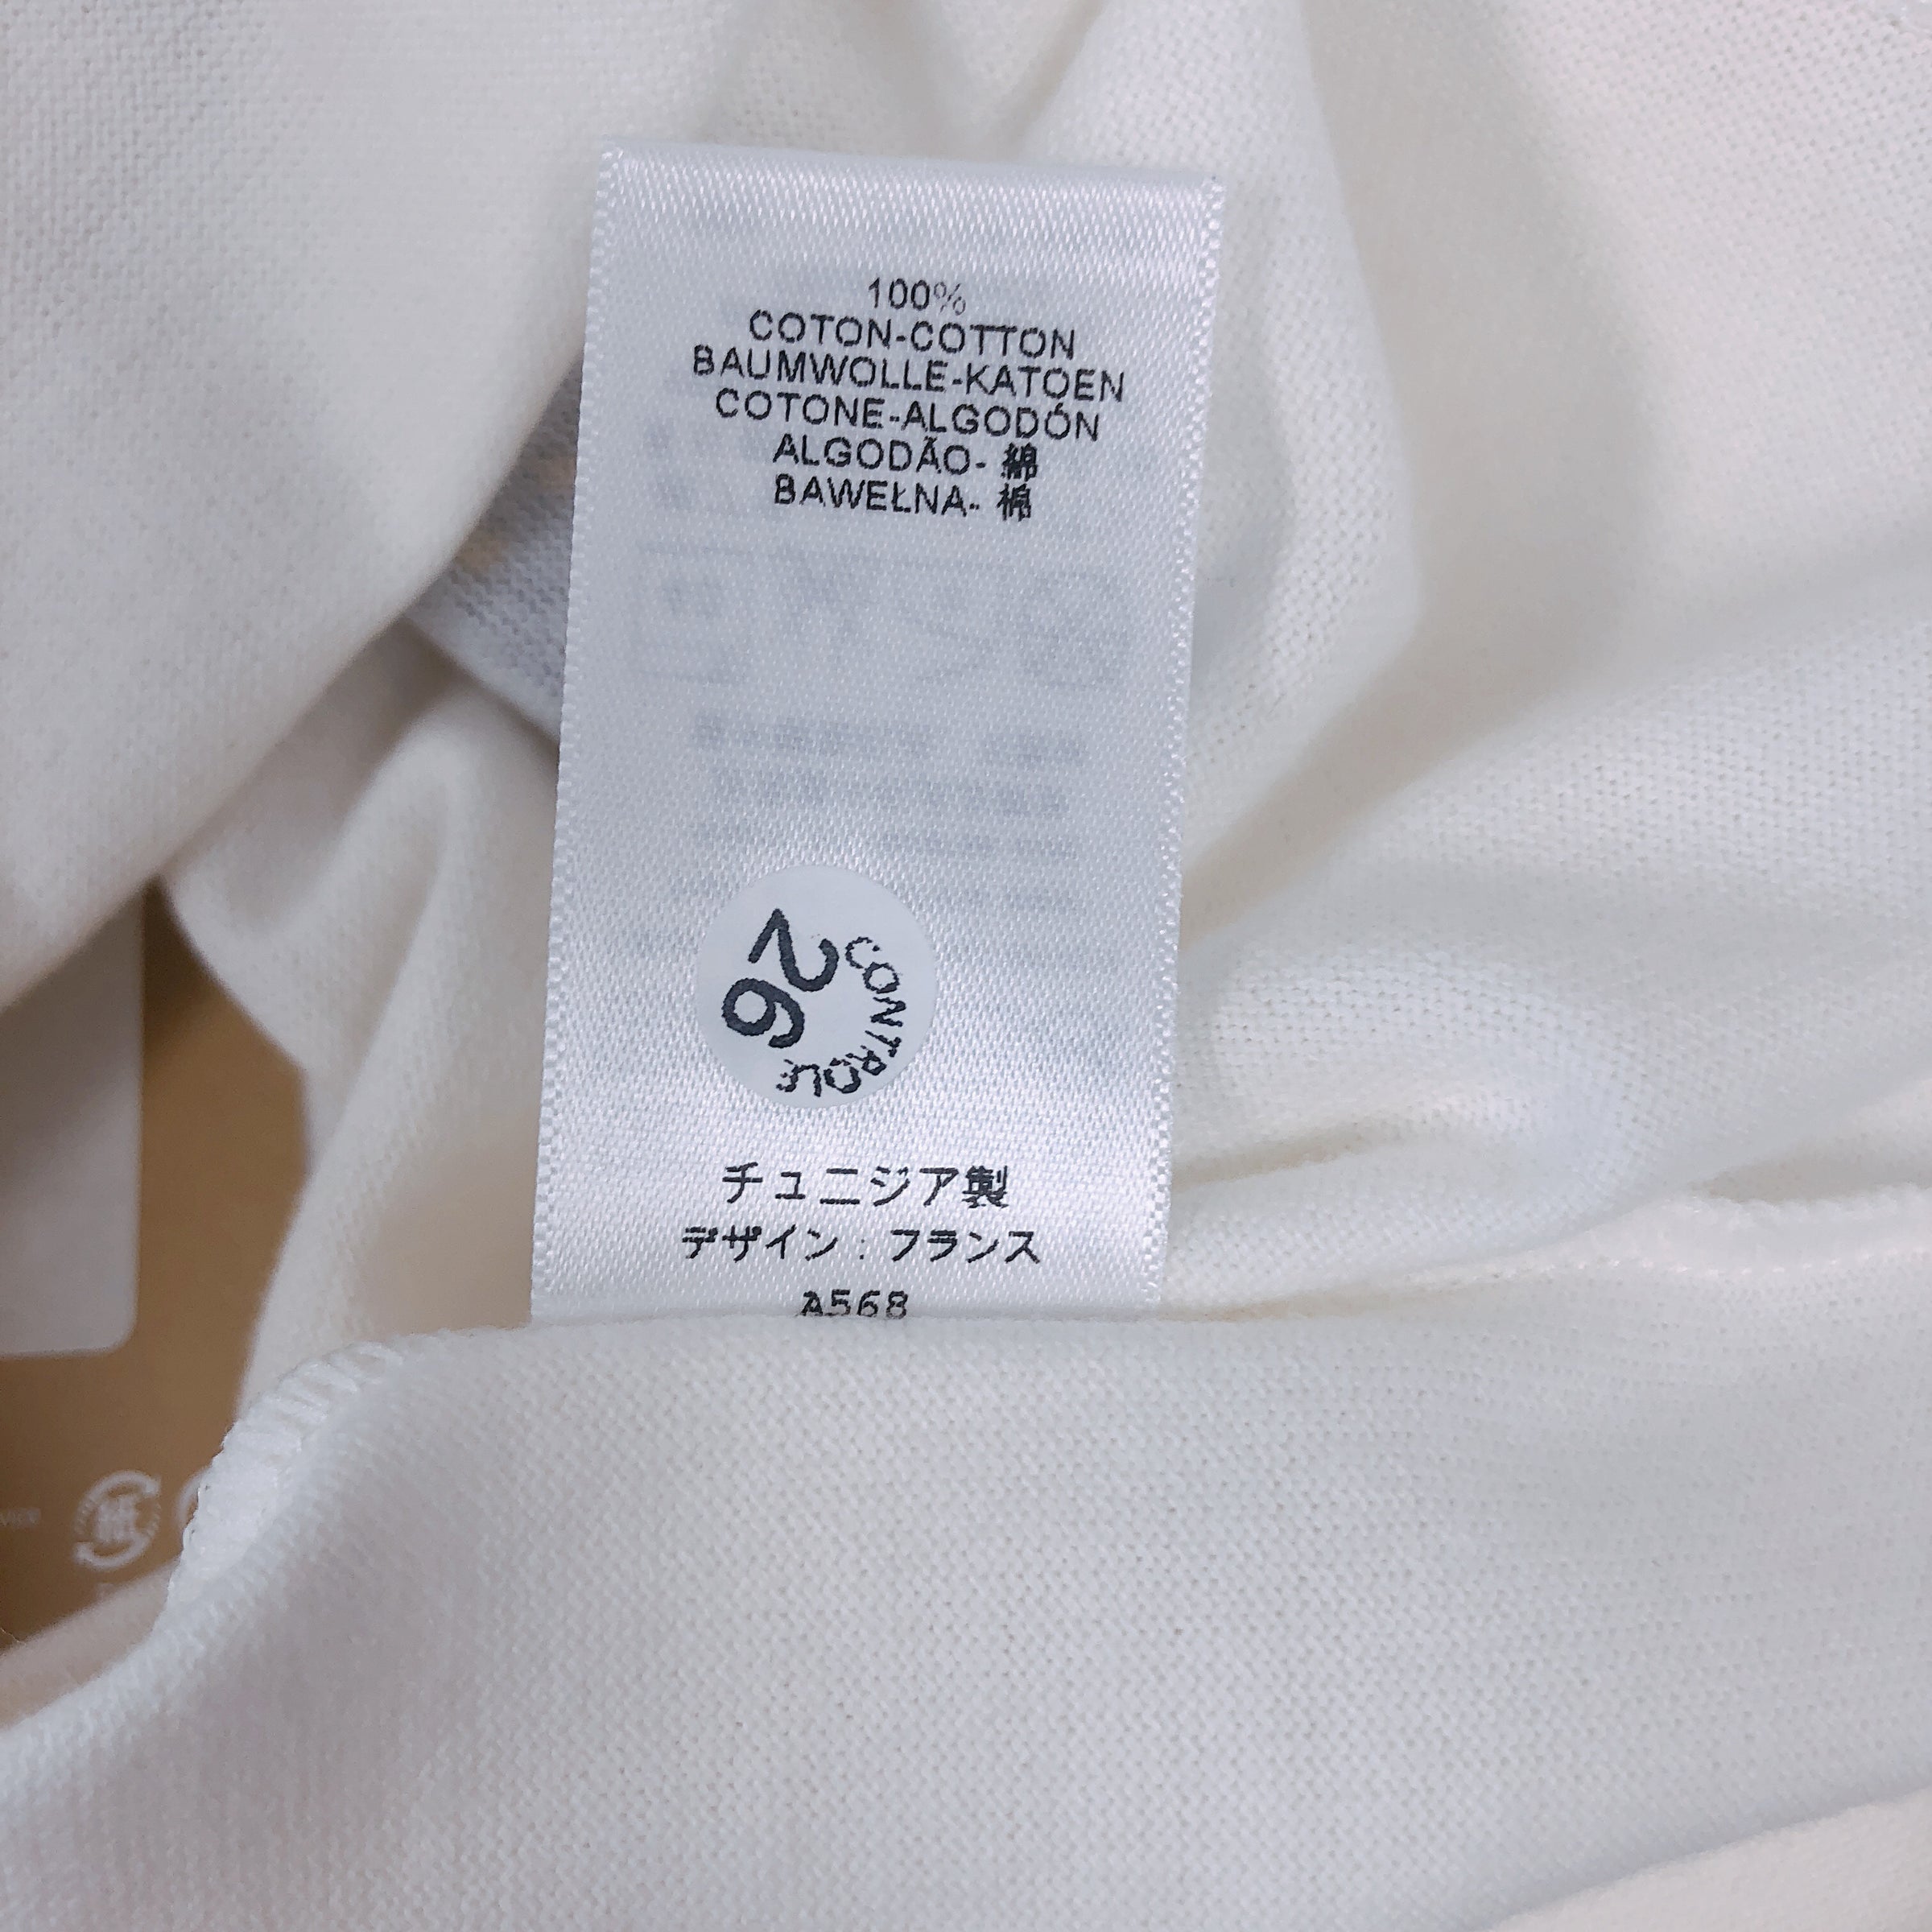 100%
COTON-COTTON
BAUMWOLLE-KATOEN
COTONE-ALGODÓN
ALGODÃO- 綿
BAWEŁNA- 棉
26
CONTROLE
チュニジア製
デザイン : フランス
A568
紙